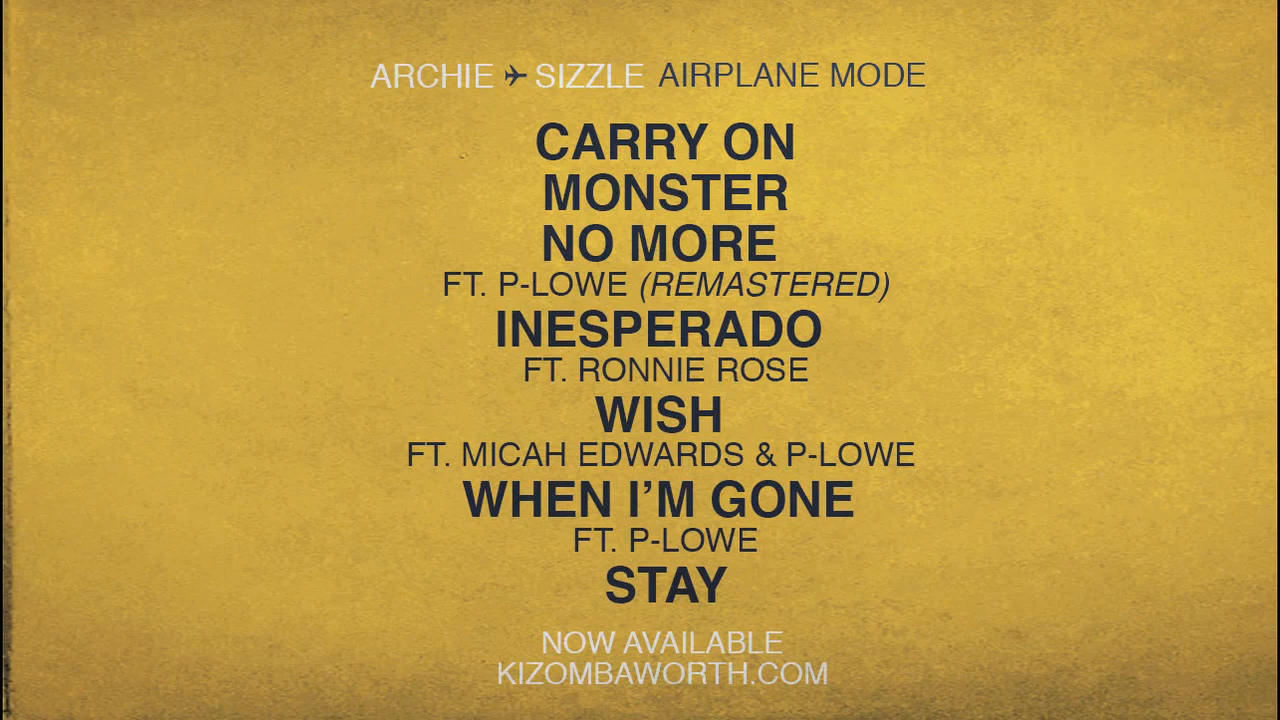 ARCHIE ✈ SIZZLE AIRPLANE MODE
CARRY ON
MONSTER
NO MORE
FT. P-LOWE (REMASTERED)
INESPERADO
FT. RONNIE ROSE
WISH
FT. MICAH EDWARDS & P-LOWE
WHEN I’M GONE
FT. P-LOWE
STAY
NOW AVAILABLE
KIZOMBAWORTH.COM